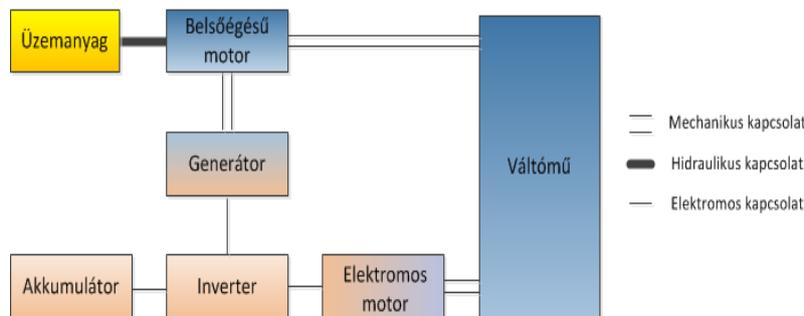 Üzemanyag
Belsőégésű
motor
Generátor
Váltómű
Akkumulátor
Inverter
Elektromos
motor
Mechanikus kapcsolat
Hidraulikus kapcsolat
Elektromos kapcsolat